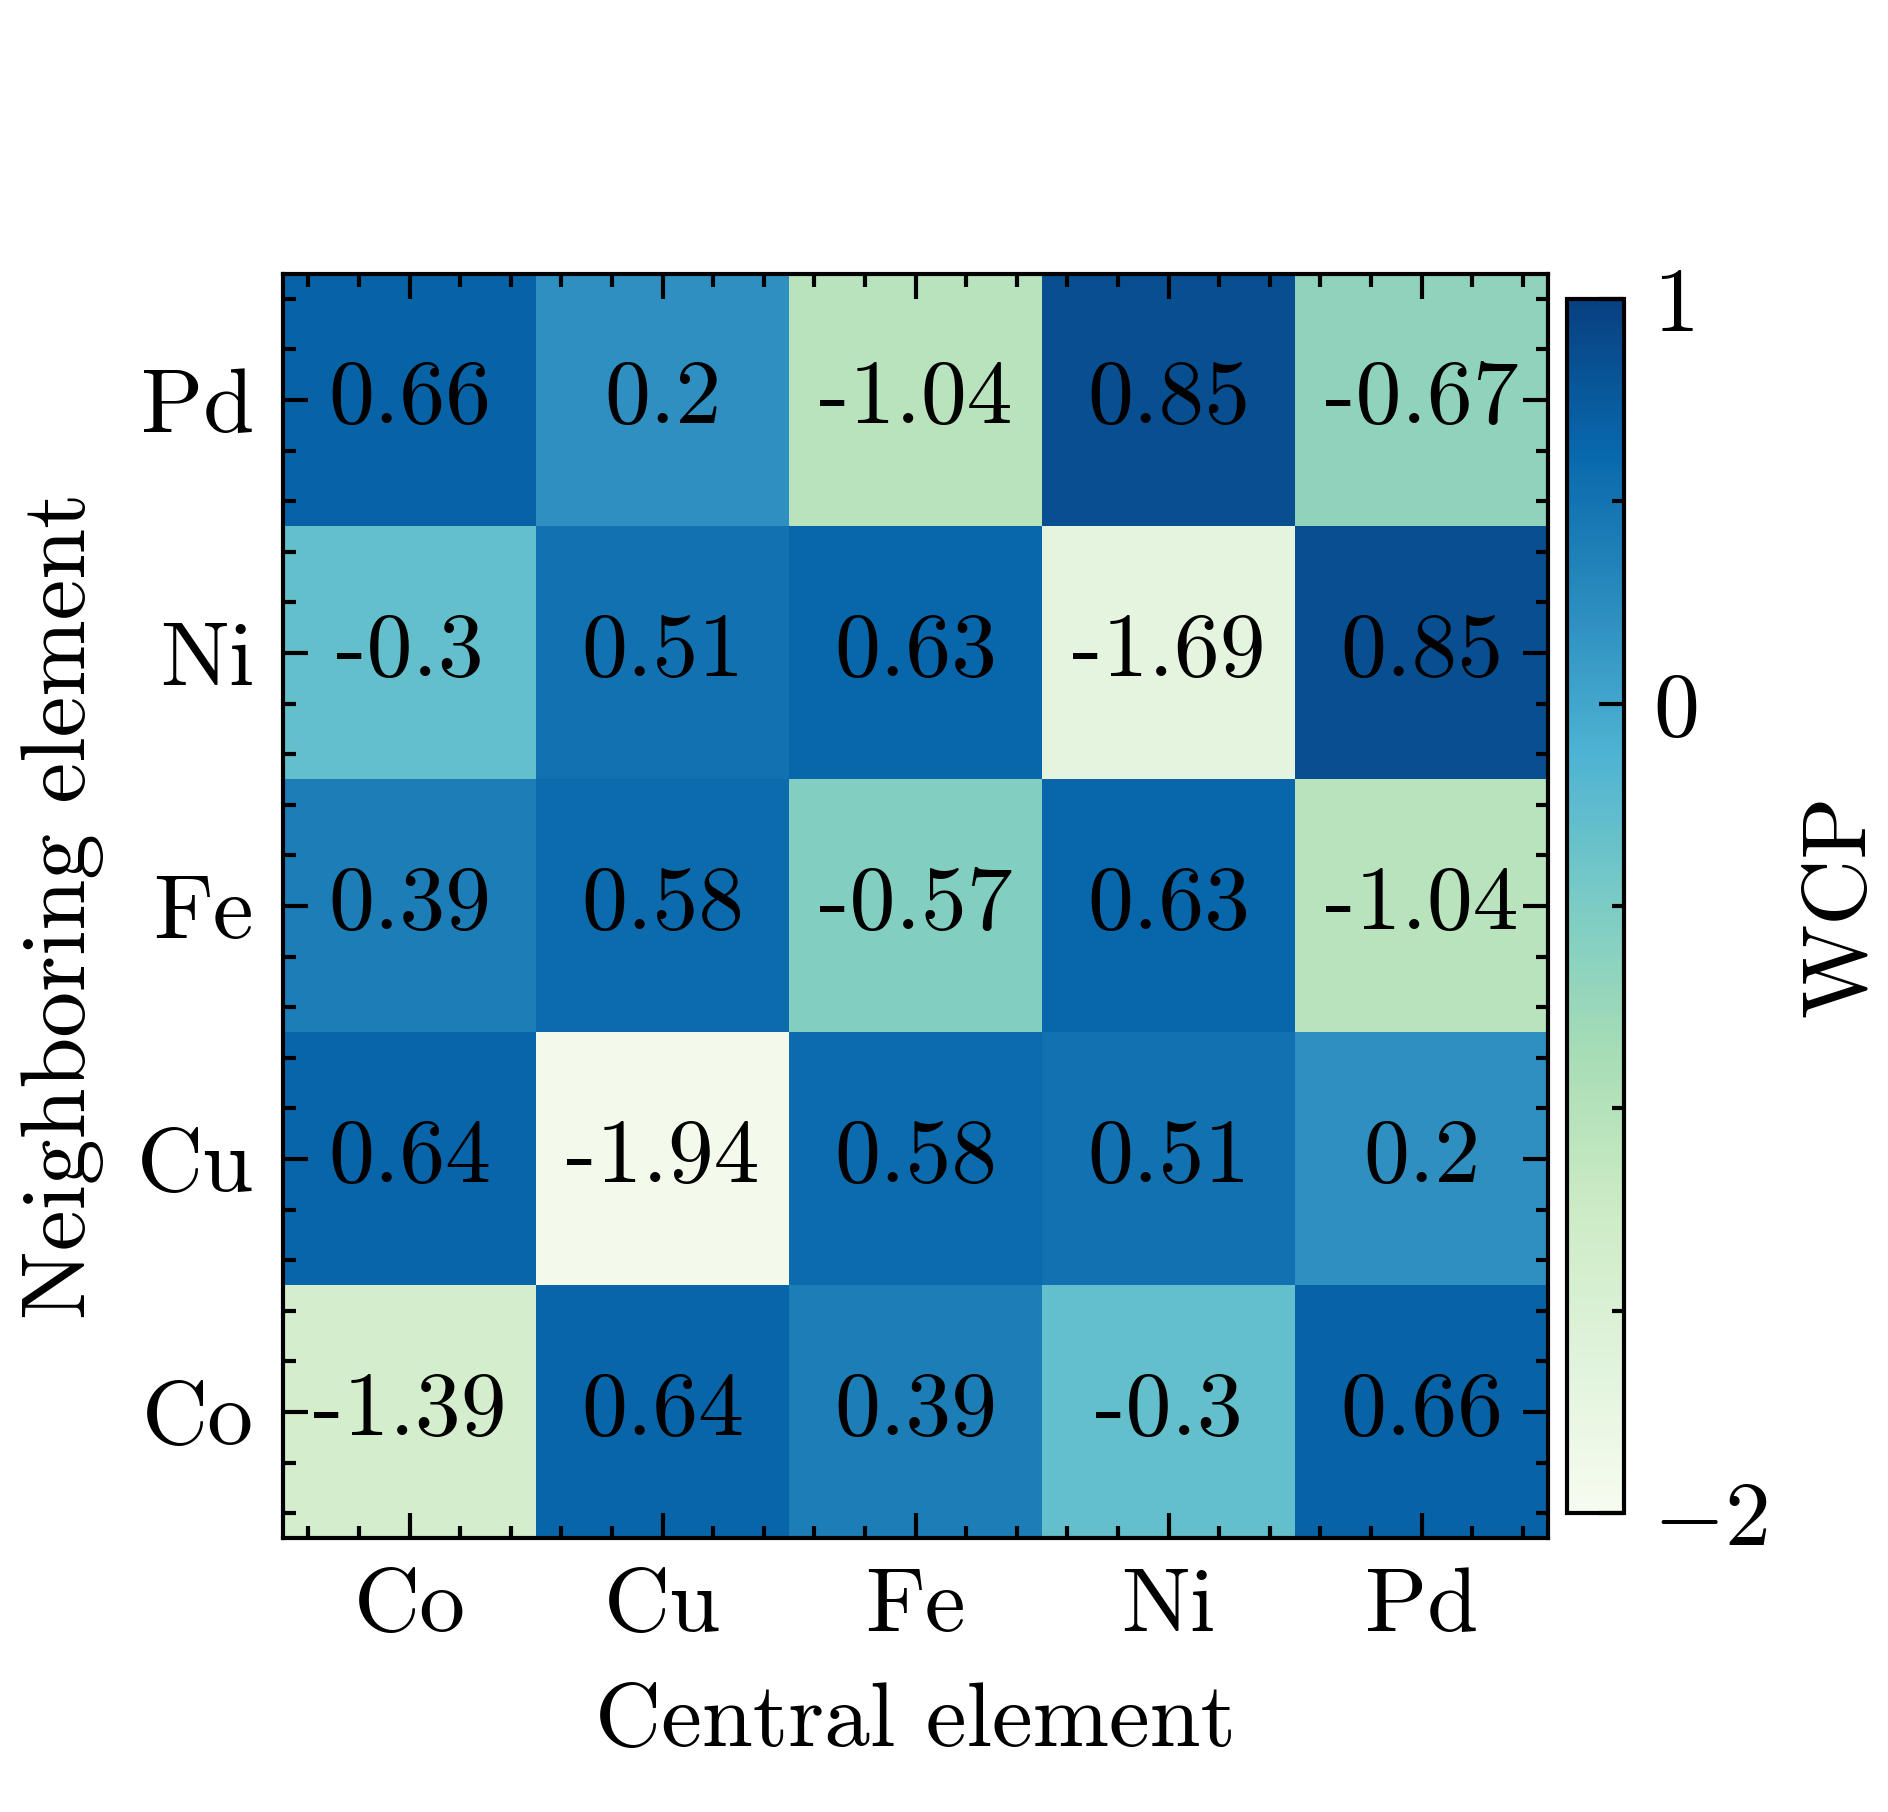 1
Pd 0.66 0.2 -1.04 0.85 -0.67
Ni -0.3 0.51 0.63 -1.69 0.85
0
Fe 0.39 0.58 -0.57 0.63 -1.04
Cu 0.64 -1.94 0.58 0.51 0.2
Co -1.39 0.64 0.39 -0.3 0.66
−2
Co Cu Fe Ni Pd
Central element
Neighboring element
WCP